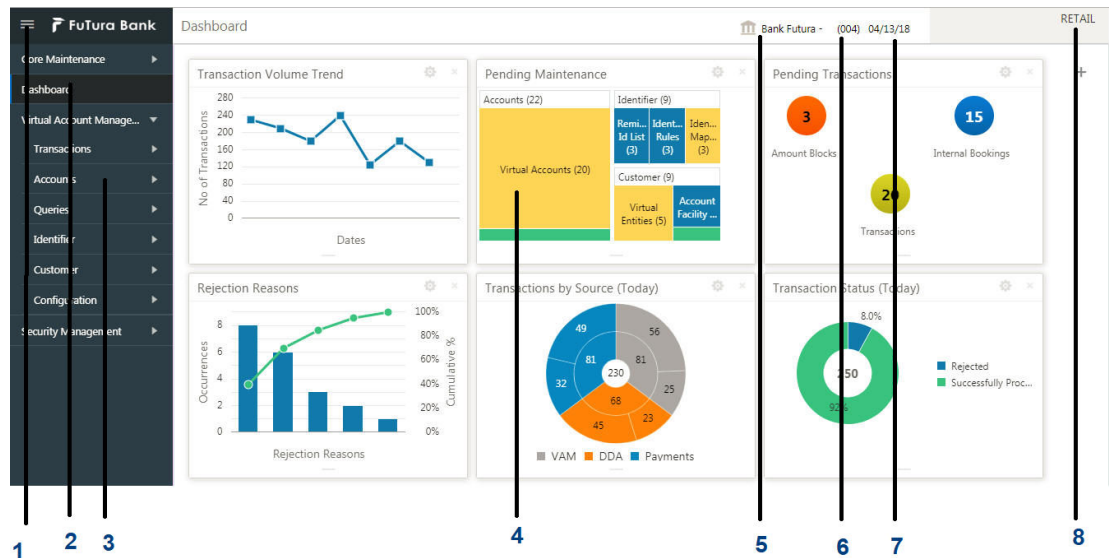 FuTura Bank
Dashboard
Bank Futura - (004) 04/13/18
RETAIL
Core Maintenance
Dashboard
Virtual Account Manage...
Transactions
Accounts
Queries
Identifier
Customer
Configuration
Security Management
Transaction Volume Trend
No of Transactions
280
240
200
160
120
80
40
0
Dates
Pending Maintenance
Accounts (22)
Virtual Accounts (20)
Identifier (9)
Remi... Id List (3)
Ident... Rules (3)
Iden... Map... (3)
Customer (9)
Virtual Entities (5)
Account Facility ...
Pending Transactions
3
Amount Blocks
15
Internal Bookings
20
Transactions
Rejection Reasons
Occurrences
8
6
4
2
0
100%
80%
60%
40%
20%
0%
Cumulative %
Rejection Reasons
Transactions by Source (Today)
49
56
81
81
230
32
25
68
45
23
VAM DDA Payments
Transaction Status (Today)
8.0%
250
92%
Rejected
Successfully Proc...
1
2
3
4
5
6
7
8